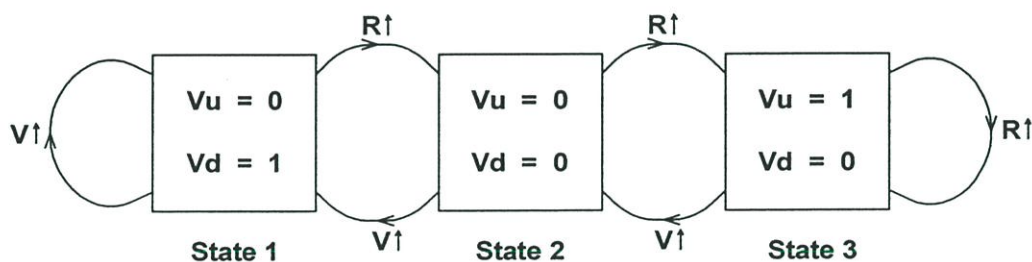 R↑ R↑
Vu = 0 Vu = 0 Vu = 1
V↑ R↑
Vd = 1 Vd = 0 Vd = 0
V↑ V↑
State 1 State 2 State 3